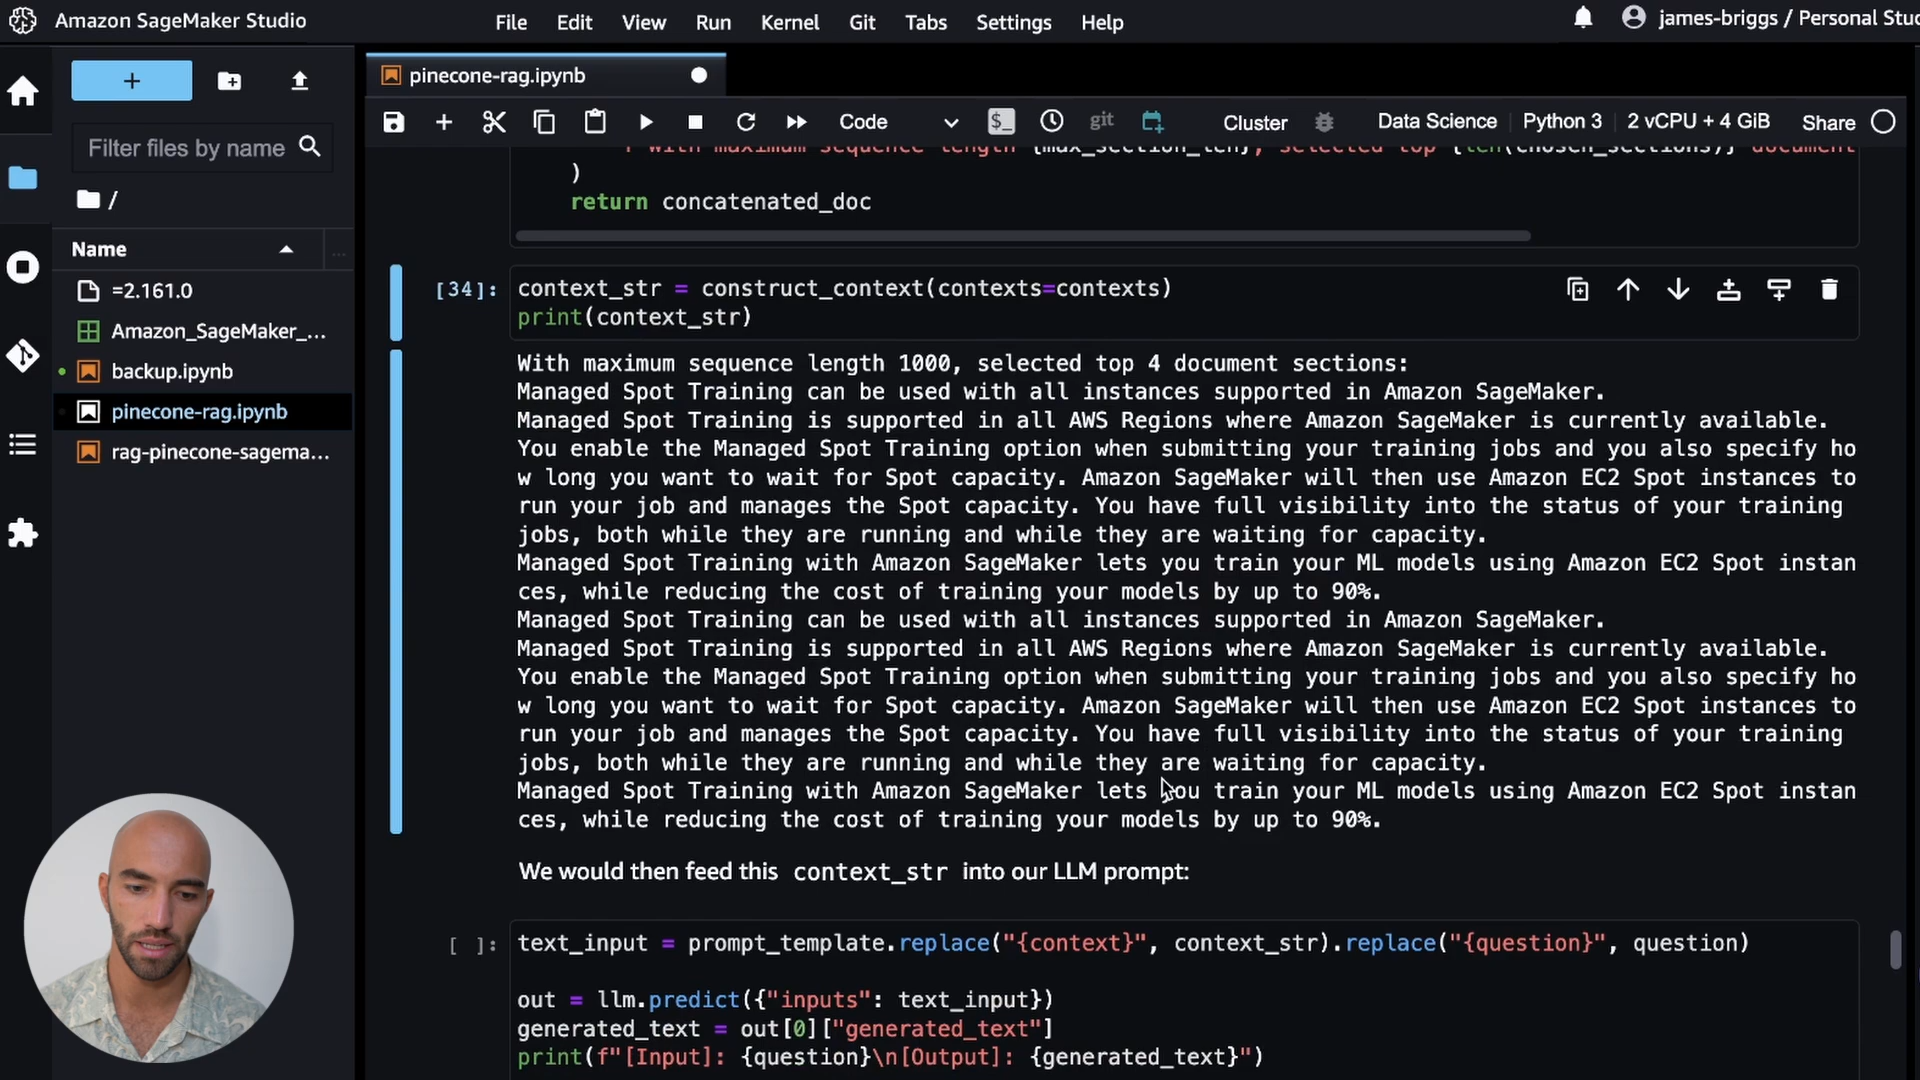 Amazon SageMaker Studio
File Edit View Run Kernel Git Tabs Settings Help
james-briggs / Personal Stu
pinecone-rag.ipynb
Code
$_
git
Cluster
Data Science
Python 3
2 vCPU + 4 GiB
Share
Filter files by name
/
Name
=2.161.0
Amazon_SageMaker_...
backup.ipynb
pinecone-rag.ipynb
rag-pinecone-sagema...
f"With maximum sequence length {max_section_len}, selected top {len(chosen_sections)} document
)
return concatenated_doc
[34]:
context_str = construct_context(contexts=contexts)
print(context_str)
With maximum sequence length 1000, selected top 4 document sections:
Managed Spot Training can be used with all instances supported in Amazon SageMaker.
Managed Spot Training is supported in all AWS Regions where Amazon SageMaker is currently available.
You enable the Managed Spot Training option when submitting your training jobs and you also specify ho
w long you want to wait for Spot capacity. Amazon SageMaker will then use Amazon EC2 Spot instances to
run your job and manages the Spot capacity. You have full visibility into the status of your training
jobs, both while they are running and while they are waiting for capacity.
Managed Spot Training with Amazon SageMaker lets you train your ML models using Amazon EC2 Spot instan
ces, while reducing the cost of training your models by up to 90%.
Managed Spot Training can be used with all instances supported in Amazon SageMaker.
Managed Spot Training is supported in all AWS Regions where Amazon SageMaker is currently available.
You enable the Managed Spot Training option when submitting your training jobs and you also specify ho
w long you want to wait for Spot capacity. Amazon SageMaker will then use Amazon EC2 Spot instances to
run your job and manages the Spot capacity. You have full visibility into the status of your training
jobs, both while they are running and while they are waiting for capacity.
Managed Spot Training with Amazon SageMaker lets you train your ML models using Amazon EC2 Spot instan
ces, while reducing the cost of training your models by up to 90%.
We would then feed this context_str into our LLM prompt:
[ ]:
text_input = prompt_template.replace("{context}", context_str).replace("{question}", question)
out = llm.predict({"inputs": text_input})
generated_text = out[0]["generated_text"]
print(f"[Input]: {question}\n[Output]: {generated_text}")